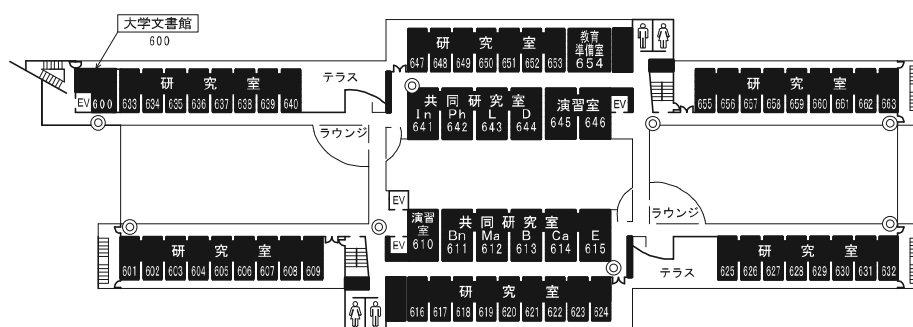 大学文書館
600
研究室
647 648 649 650 651 652 653
教育
準備室
654
研究室
EV 600 633 634 635 636 637 638 639 640
テラス
共同研究室
In Ph L D
641 642 643 644
演習室
645 646
EV
655 656 657 658 659 660 661 662 663
研究室
ラウンジ
EV
演習
室
610
EV
共同研究室
Bn Ma B Ca E
611 612 613 614 615
ラウンジ
研究室
601 602 603 604 605 606 607 608 609
研究室
625 626 627 628 629 630 631 632
テラス
研究室
616 617 618 619 620 621 622 623 624